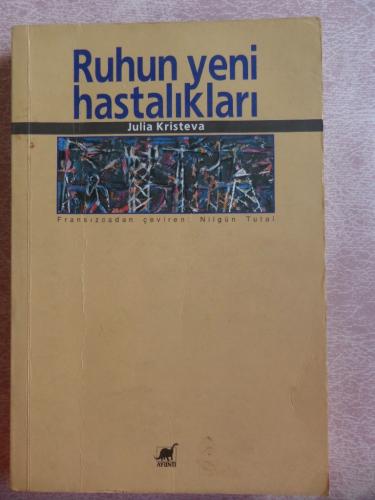 Ruhun yeni
hastalıkları
Julia Kristeva
Fransızcadan çeviren: Nilgün Tutal
AYRINTI